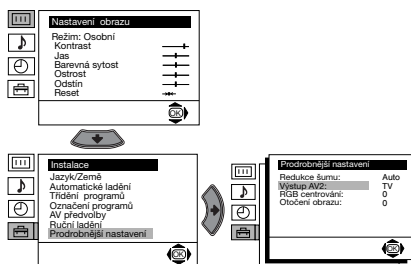 Nastavení obrazu
Režim: Osobní
Kontrast
Jas
Barevná sytost
Ostrost
Odstín
Reset
OK
Instalace
Jazyk/Země
Automatické ladění
Třídění programů
Označení programů
AV předvolby
Ruční ladění
Prodrobnější nastavení
OK
Prodrobnější nastavení
Redukce šumu: Auto
Výstup AV2: TV
RGB centrování: 0
Otočení obrazu: 0
OK